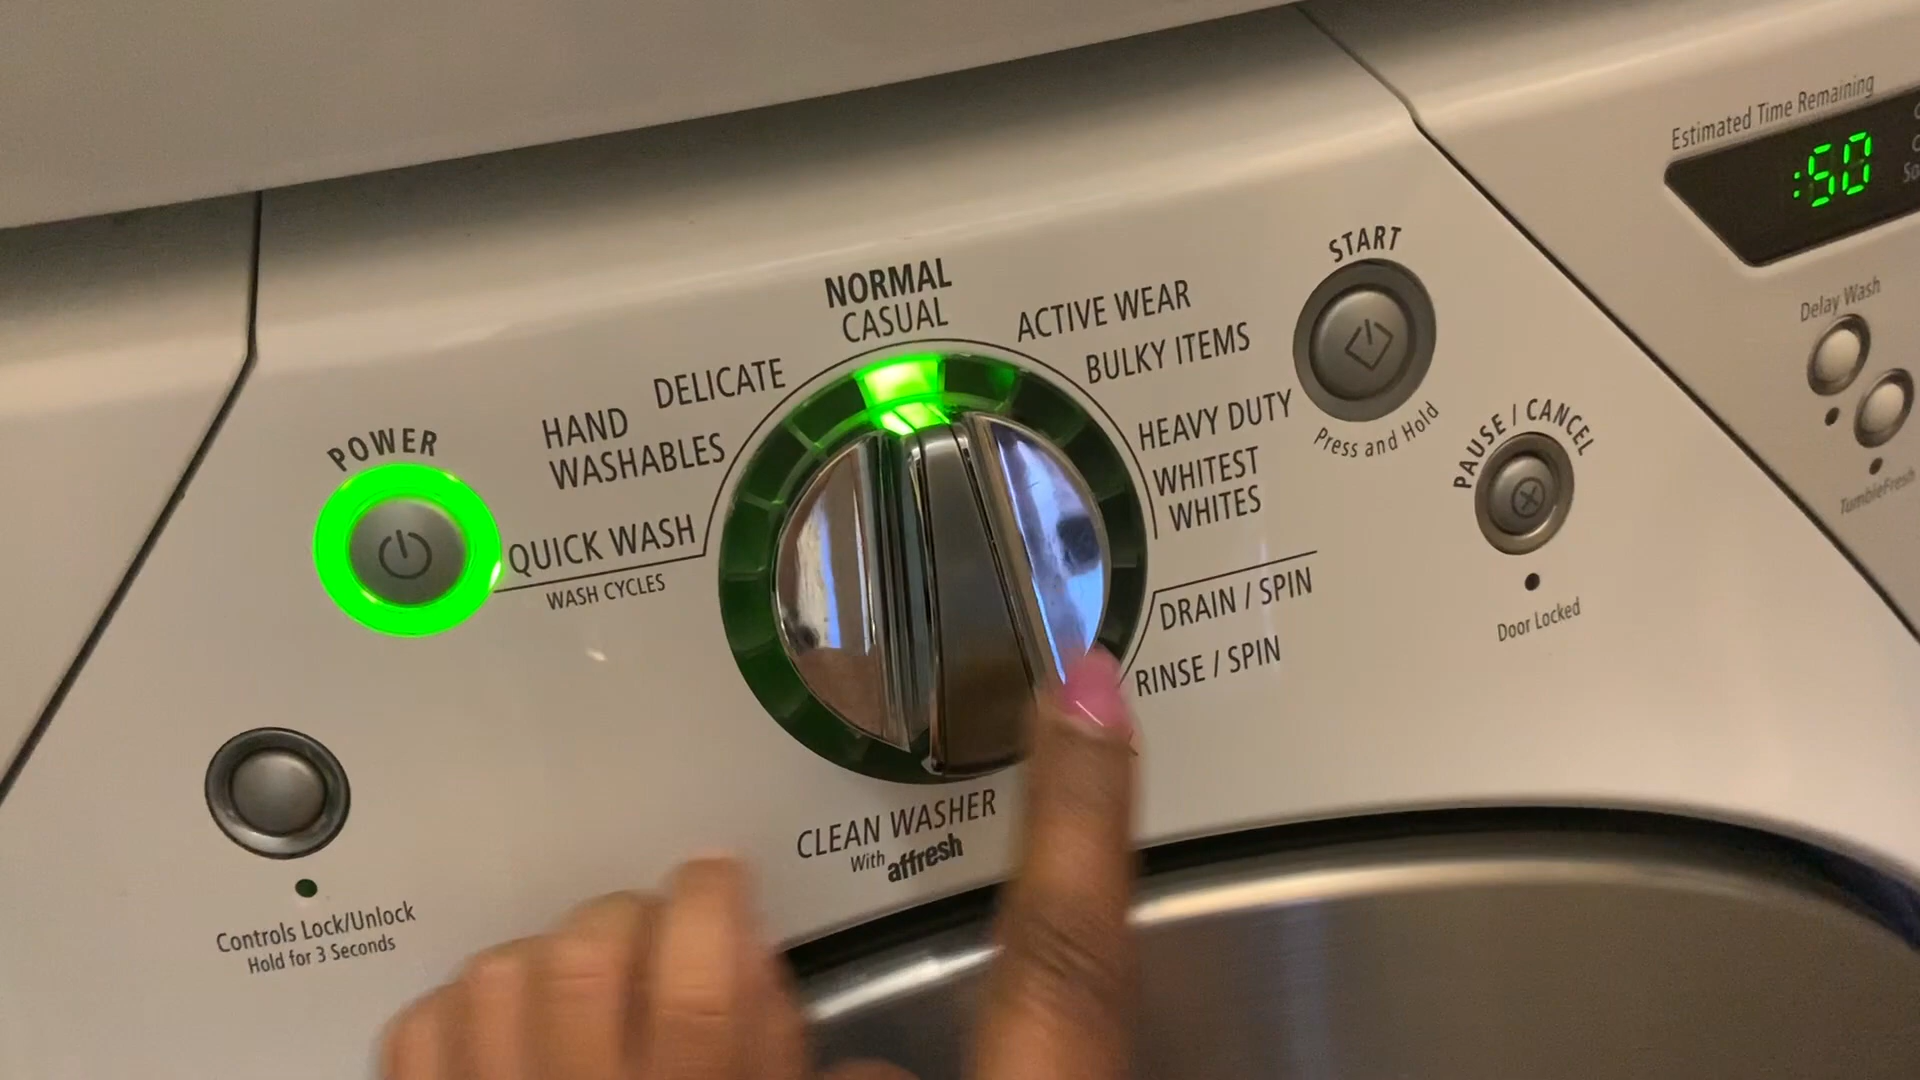 Estimated Time Remaining
:50
Delay Wash
TumbleFresh
START
Press and Hold
PAUSE / CANCEL
Door Locked
NORMAL
CASUAL
ACTIVE WEAR
BULKY ITEMS
HEAVY DUTY
WHITEST
WHITES
DRAIN / SPIN
RINSE / SPIN
DELICATE
HAND
WASHABLES
QUICK WASH
WASH CYCLES
POWER
CLEAN WASHER
With affresh
Controls Lock/Unlock
Hold for 3 Seconds